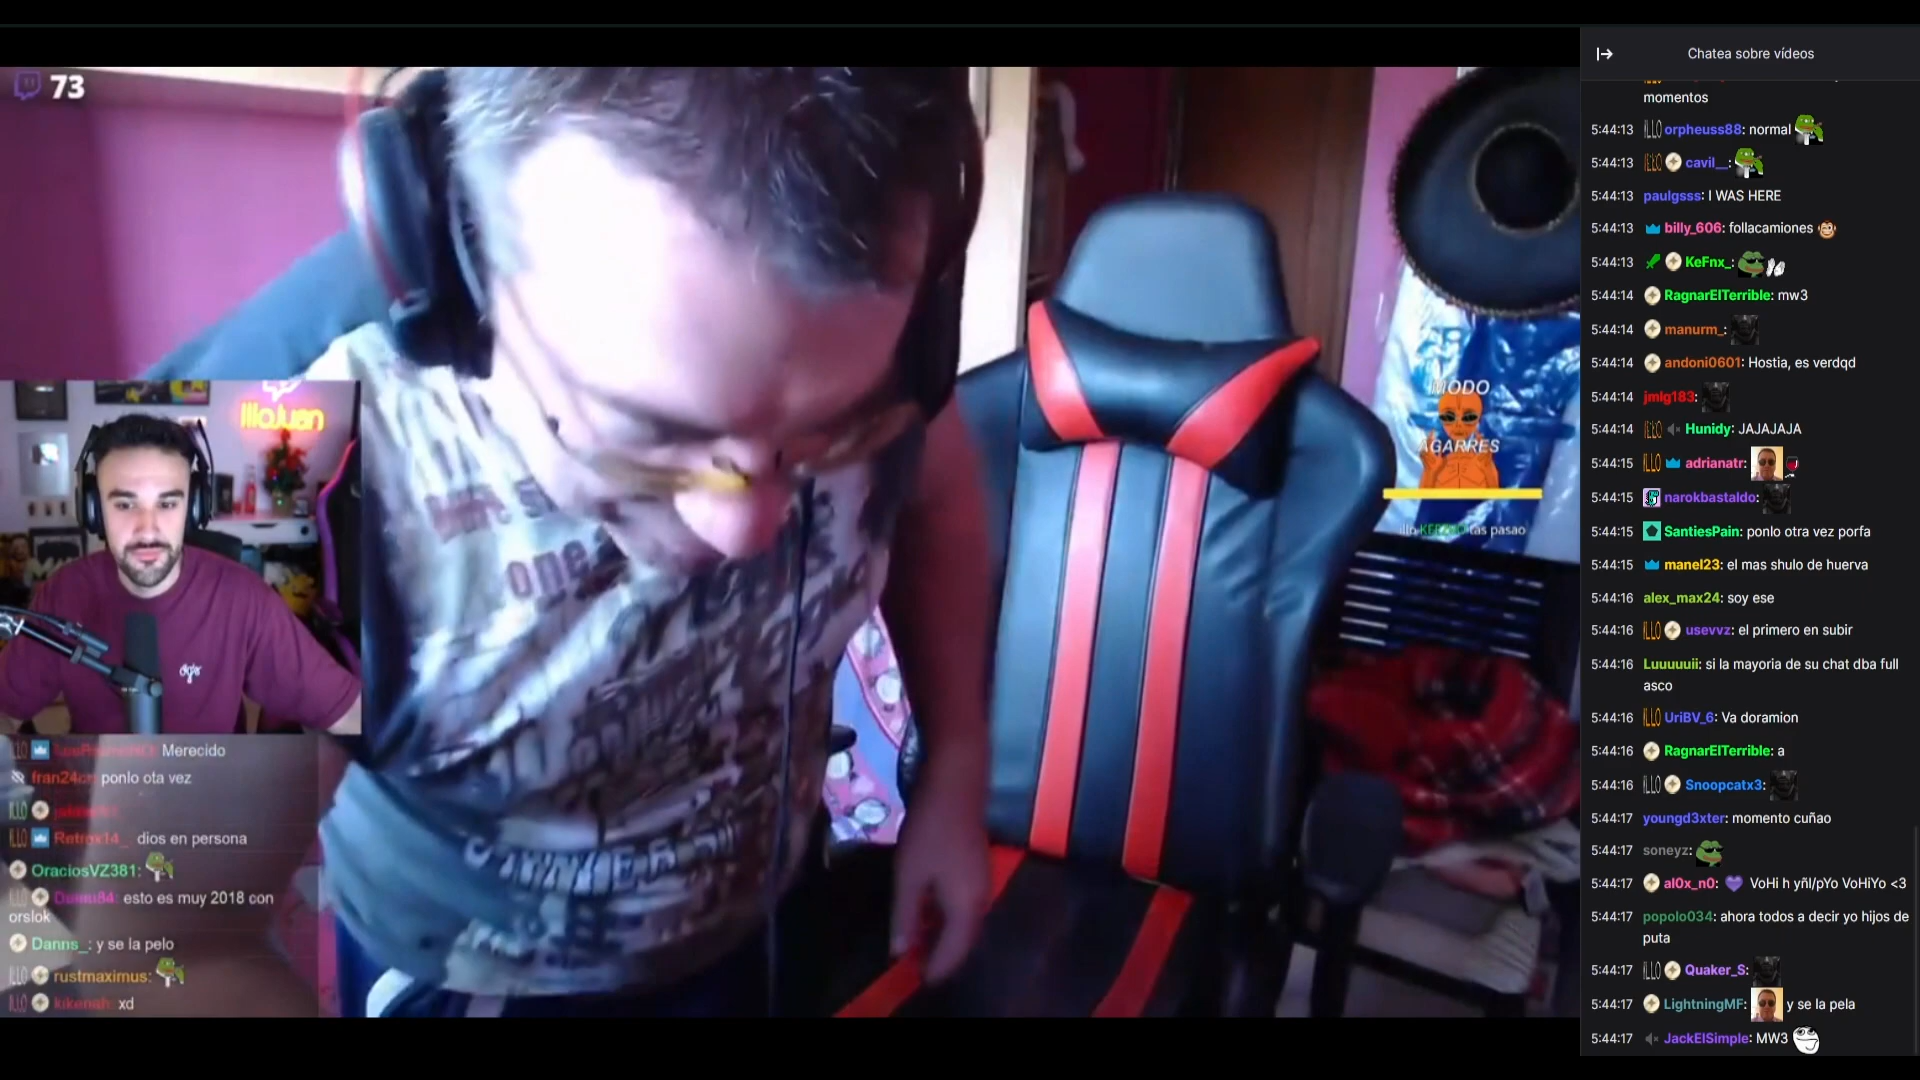 Chatea sobre vídeos
73
momentos
5:44:13 orpheuss88: normal
5:44:13 cavil__:
5:44:13 paulgsss: I WAS HERE
5:44:13 billy_606: follacamiones
5:44:13 KeFnx_:
5:44:14 RagnarElTerrible: mw3
5:44:14 manurm_:
5:44:14 andoni0601: Hostia, es verdqd
5:44:14 jmlg183:
5:44:14 Hunidy: JAJAJAJA
5:44:15 adrianatr:
5:44:15 narokbastaldo:
5:44:15 SantiesPain: ponlo otra vez porfa
5:44:15 manel23: el mas shulo de huerva
5:44:16 alex_max24: soy ese
5:44:16 usevvz: el primero en subir
5:44:16 Luuuuuii: si la mayoria de su chat dba full
asco
5:44:16 UriBV_6: Va doramion
5:44:16 RagnarElTerrible: a
5:44:16 Snoopcatx3:
5:44:17 youngd3xter: momento cuñao
5:44:17 soneyz:
5:44:17 al0x_n0: VoHi h yñl/pYo VoHiYo <3
5:44:17 popolo034: ahora todos a decir yo hijos de
puta
5:44:17 Quaker_S:
5:44:17 LightningMF: y se la pela
5:44:17 JackElSimple: MW3
MODO
AGARRES
illo tas pasao
IlloJuan
one
Merecido
ponlo ota vez
Retrox14_ dios en persona
OraciosVZ381:
esto es muy 2018 con
orslok
Danns_: y se la pelo
rustmaximus:
xd